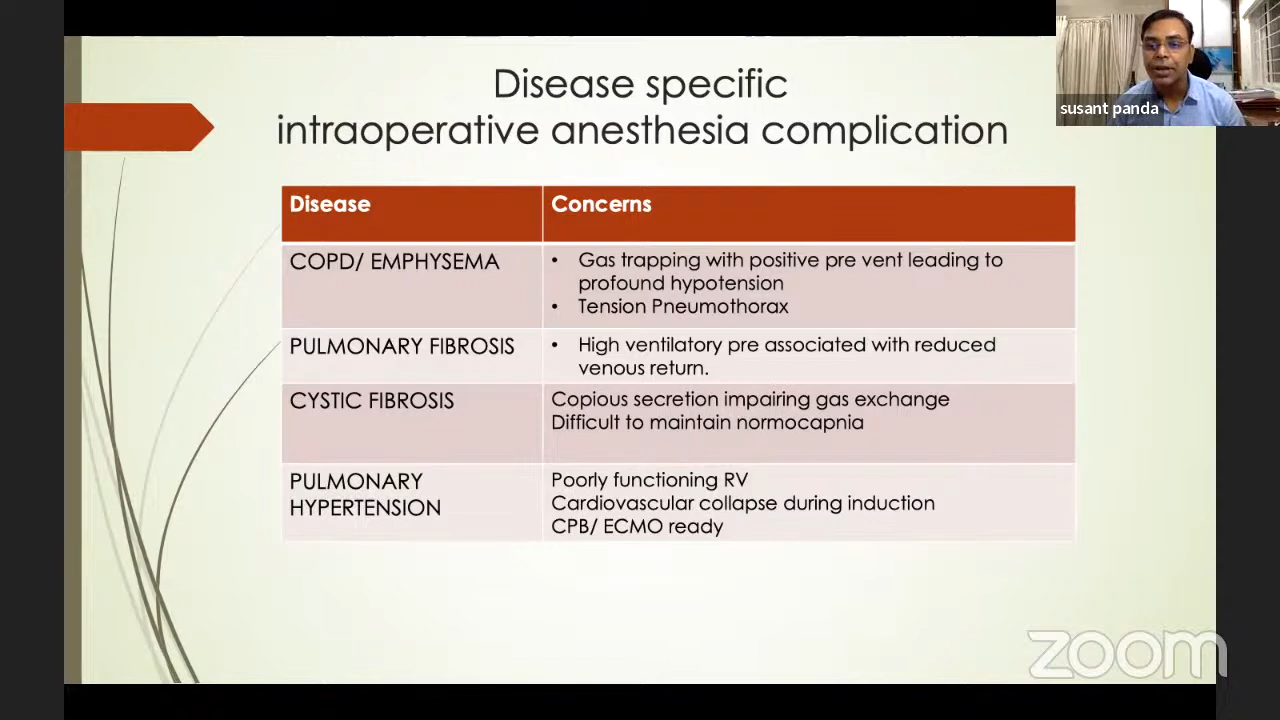 Disease specific
intraoperative anesthesia complication
susant panda
Disease
Concerns
COPD/ EMPHYSEMA
• Gas trapping with positive pre vent leading to
profound hypotension
• Tension Pneumothorax
PULMONARY FIBROSIS
• High ventilatory pre associated with reduced
venous return.
CYSTIC FIBROSIS
Copious secretion impairing gas exchange
Difficult to maintain normocapnia
PULMONARY
HYPERTENSION
Poorly functioning RV
Cardiovascular collapse during induction
CPB/ ECMO ready
zoom